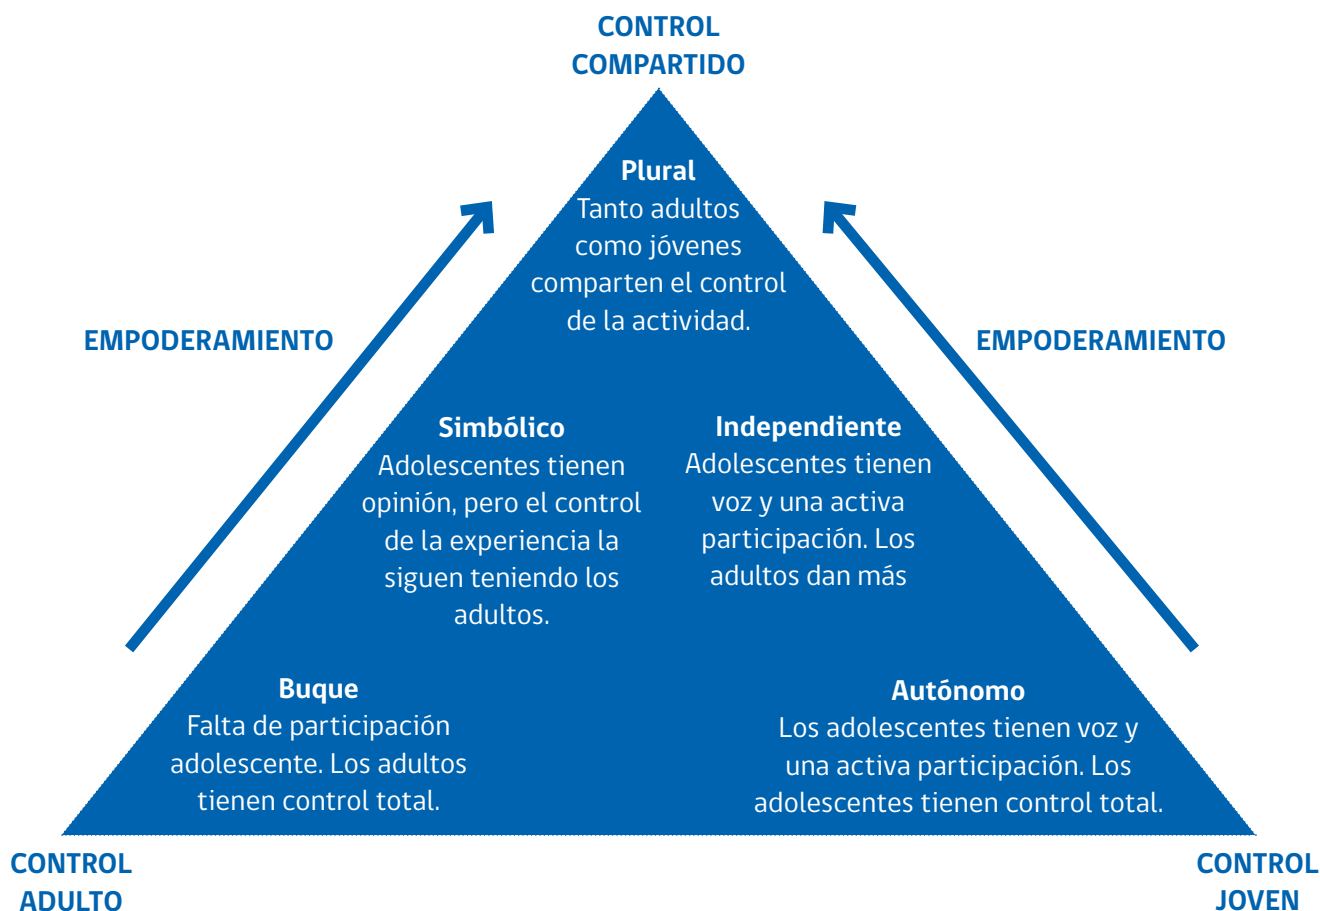 CONTROL
COMPARTIDO
Plural
Tanto adultos
como jóvenes
comparten el control
de la actividad.
EMPODERAMIENTO
EMPODERAMIENTO
Simbólico
Adolescentes tienen
opinión, pero el control
de la experiencia la
siguen teniendo los
adultos.
Independiente
Adolescentes tienen
voz y una activa
participación. Los
adultos dan más
Buque
Falta de participación
adolescente. Los adultos
tienen control total.
Autónomo
Los adolescentes tienen voz y
una activa participación. Los
adolescentes tienen control total.
CONTROL
ADULTO
CONTROL
JOVEN